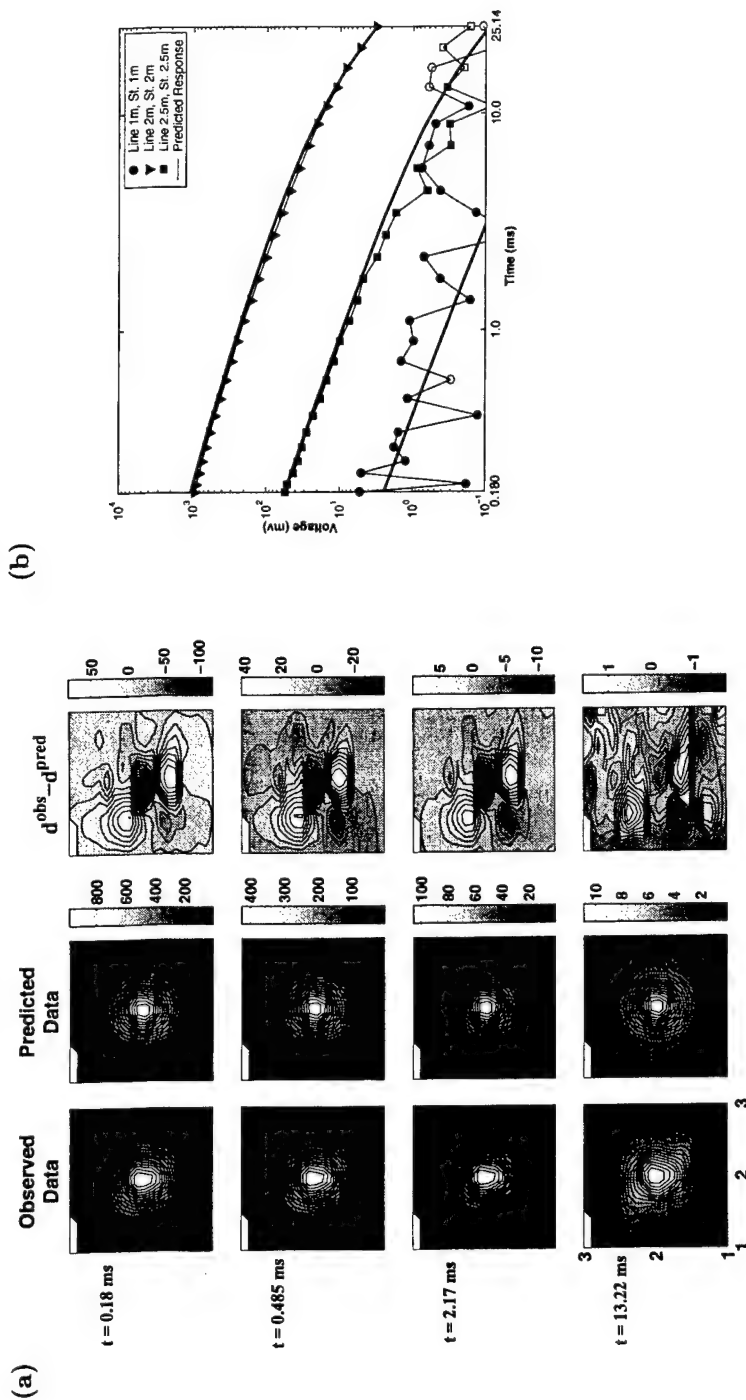 (a)
Observed
Data
Predicted
Data
d^obs–d^pred
t = 0.18 ms
800
600
400
200
50
0
-50
-100
t = 0.485 ms
400
300
200
100
40
20
0
-20
t = 2.17 ms
100
80
60
40
20
5
0
-5
-10
t = 13.22 ms
10
8
6
4
2
1
0
-1
3
2
1
1
2
3
(b)
10^4
10^3
10^2
10^1
10^0
10^-1
Voltage (mv)
Line 1m, St. 1m
Line 2m, St. 2m
Line 2.5m, St. 2.5m
Predicted Response
0.180
1.0
10.0
25.14
Time (ms)